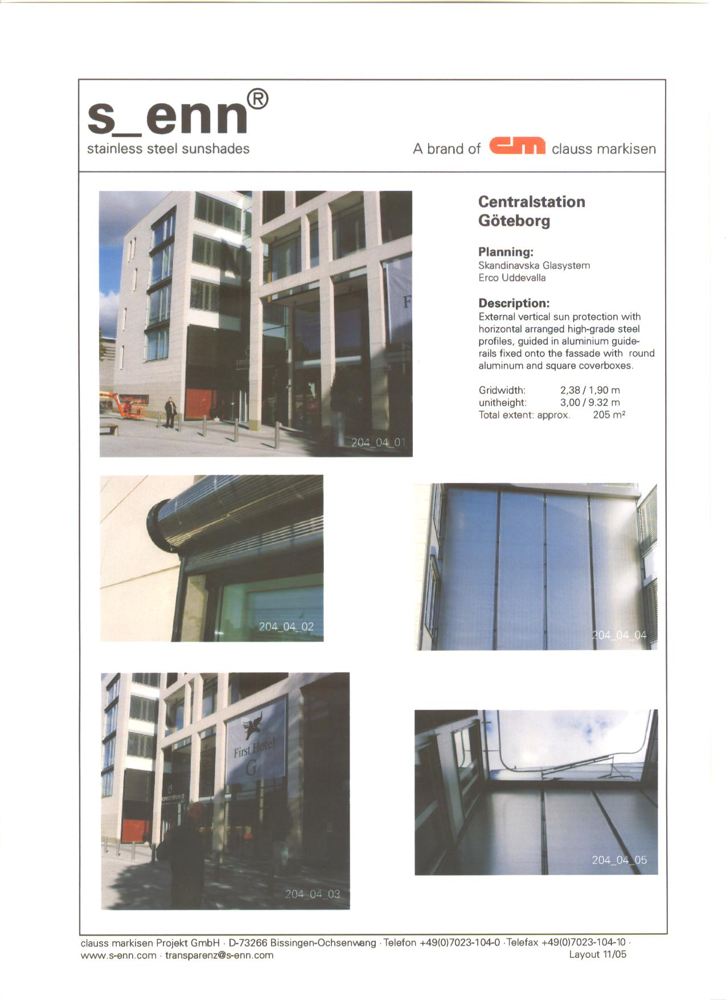 s_enn®
stainless steel sunshades
A brand of cm clauss markisen
Centralstation
Göteborg
Planning:
Skandinavska Glasystem
Erco Uddevalla
Description:
External vertical sun protection with
horizontal arranged high-grade steel
profiles, guided in aluminium guide-
rails fixed onto the fassade with round
aluminum and square coverboxes.
Gridwidth: 2,38 / 1,90 m
unitheight: 3,00 / 9.32 m
Total extent: approx. 205 m²
F
204_04_01
204_04_02
204_04_04
First Hotel
G
centralhuset
204_04_03
204_04_05
clauss markisen Projekt GmbH · D-73266 Bissingen-Ochsenwang · Telefon +49(0)7023-104-0 · Telefax +49(0)7023-104-10 ·
www.s-enn.com · transparenz@s-enn.com
Layout 11/05